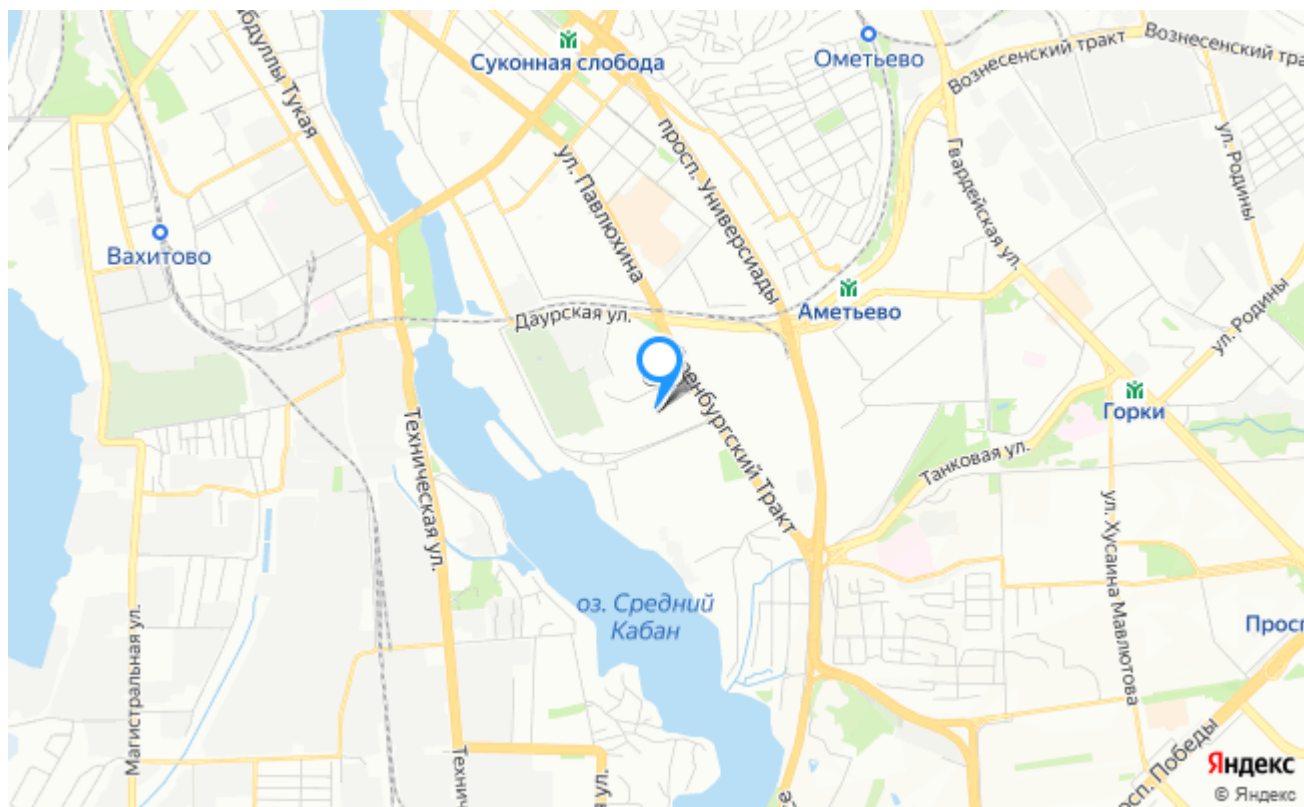 Суконная слобода
Ометьево
Вознесенский тракт
Вознесенский тра
бдуллы Тукая
просп. Универсиады
ул. Павлюхина
Гвардейская ул.
ул. Родины
Вахитово
Аметьево
Даурская ул.
ул. Родины
Горки
енбургский Тракт
Техническая ул.
Танковая ул.
ул. Хусаина Мавлютова
оз. Средний
Кабан
Просп
Магистральная ул.
Технич
ул.
осп. Победы
Яндекс
© Яндекс